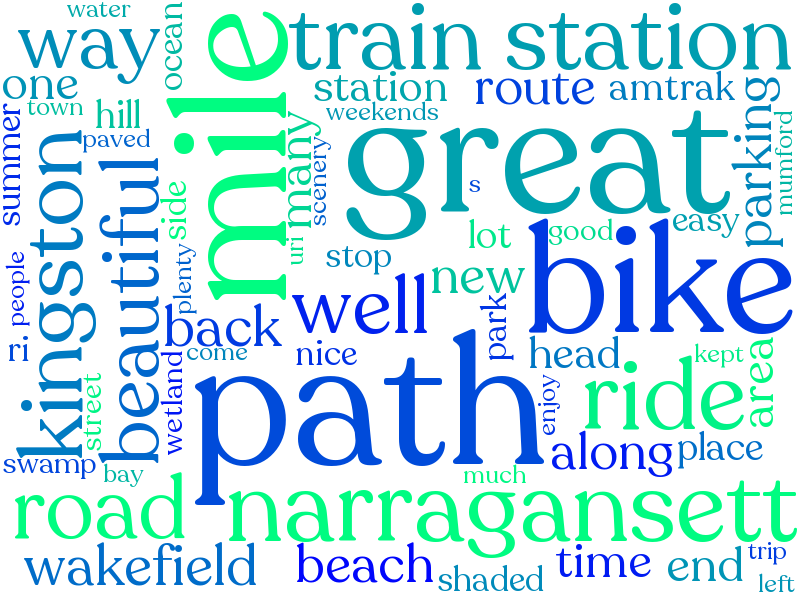 water
way
ocean
mile
train station
one
town
hill
paved
station
route
amtrak
weekends
summer
kingston
beautiful
side
many
uri
scenery
great
s
parking
mumford
easy
lot
good
stop
new
bike
people
plenty
back
well
park
ri
come
nice
head
kept
area
street
wetland
path
enjoy
ride
along
place
swamp
bay
much
road
narragansett
wakefield
beach
shaded
time
end
trip
left